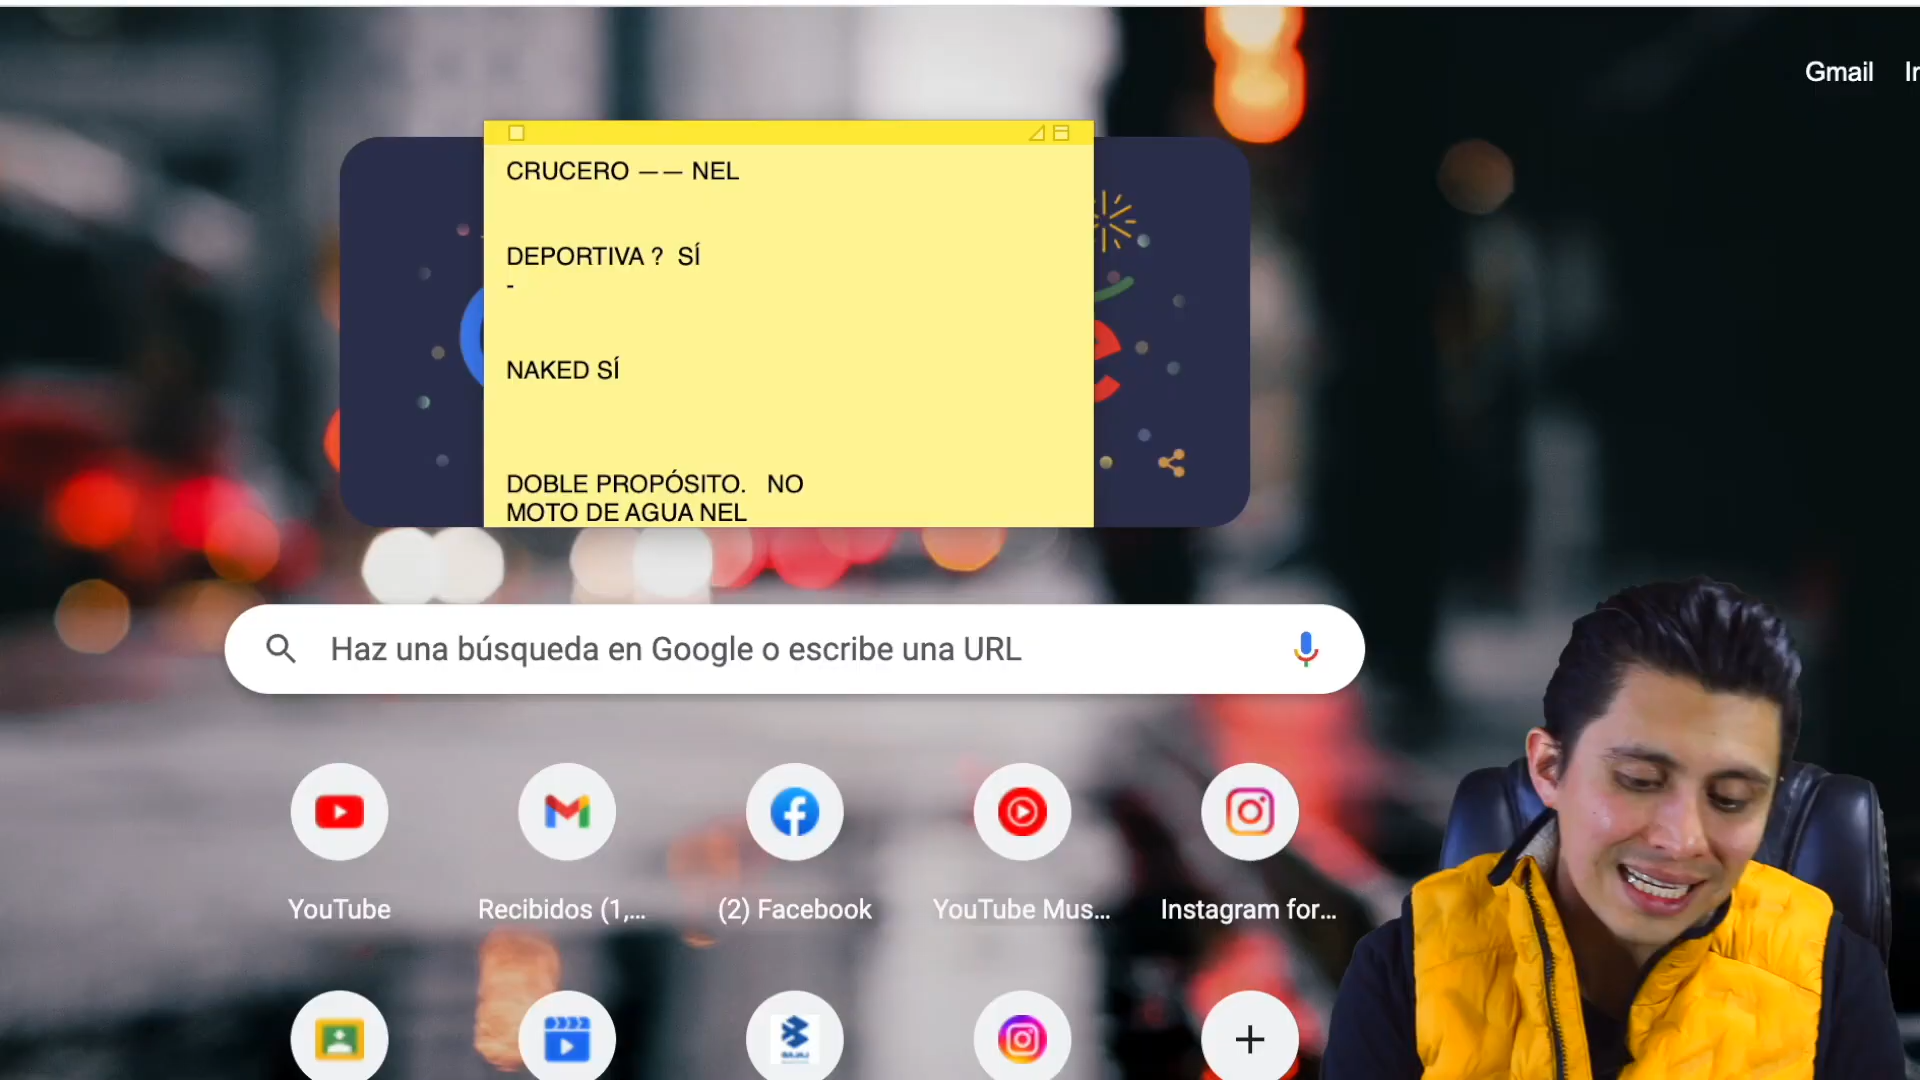 Gmail
CRUCERO —— NEL
DEPORTIVA ? SÍ
-
NAKED SÍ
DOBLE PROPÓSITO. NO
MOTO DE AGUA NEL
Haz una búsqueda en Google o escribe una URL
YouTube
Recibidos (1,...
(2) Facebook
YouTube Mus...
Instagram for...
BAJAJ